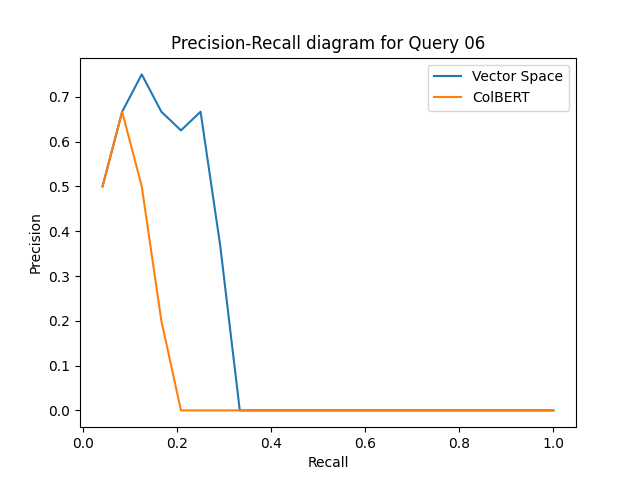 Precision-Recall diagram for Query 06
Vector Space
ColBERT
Precision
0.7
0.6
0.5
0.4
0.3
0.2
0.1
0.0
0.0 0.2 0.4 0.6 0.8 1.0
Recall